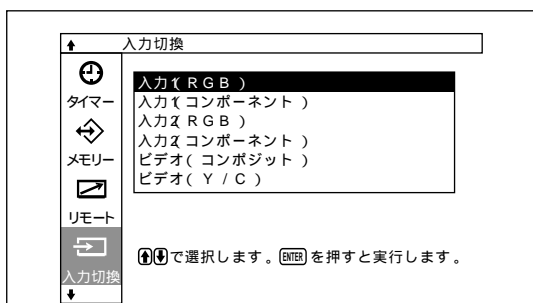 入力切換
タイマー
メモリー
リモート
入力切換
入力1(RGB)
入力1(コンポーネント)
入力2(RGB)
入力2(コンポーネント)
ビデオ(コンポジット)
ビデオ(Y/C)
で選択します。ENTERを押すと実行します。